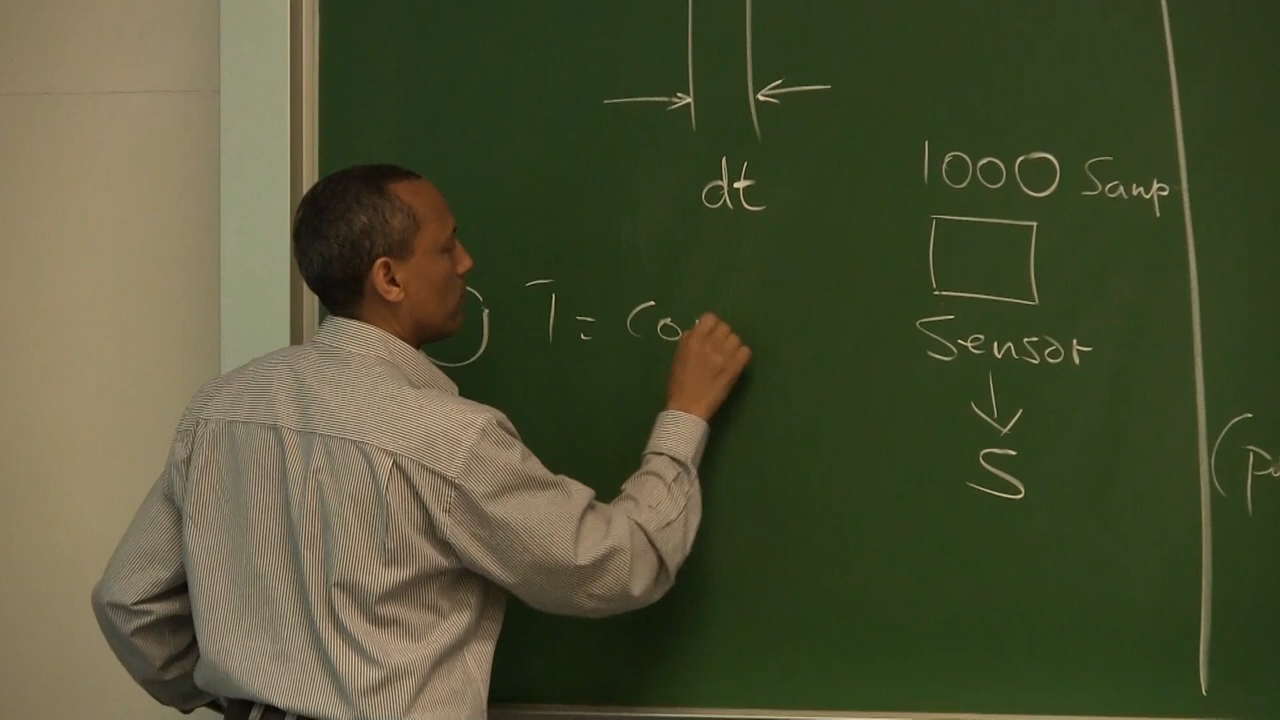 dt
1000 Samp
T = Co
Sensor
S